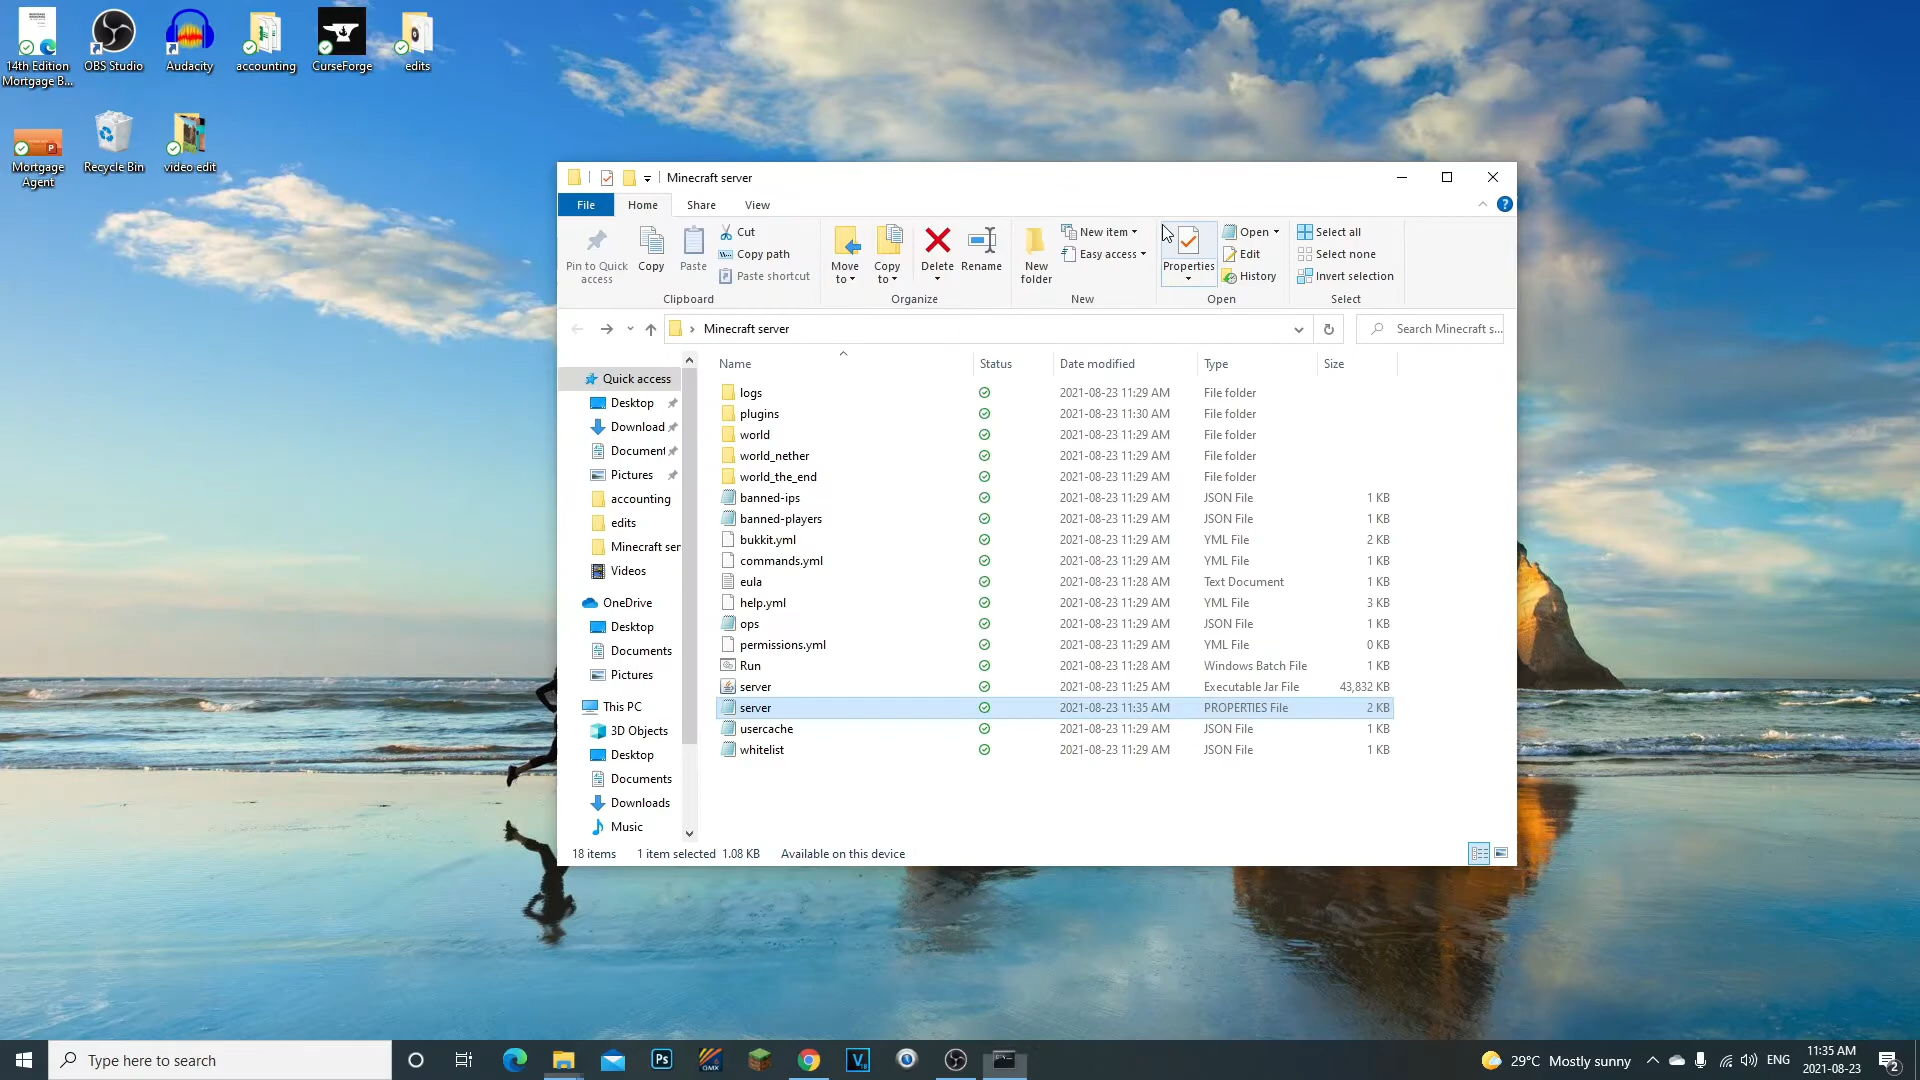 14th Edition
Mortgage B...
OBS Studio
Audacity
accounting
CurseForge
edits
Mortgage
Agent
Recycle Bin
video edit
Minecraft server
File
Home
Share
View
Pin to Quick
access
Copy
Paste
Cut
Copy path
Paste shortcut
Clipboard
Move
to
Copy
to
Delete
Rename
Organize
New
folder
New item
Easy access
New
Properties
Open
Edit
History
Open
Select all
Select none
Invert selection
Select
Minecraft server
Search Minecraft s...
Name
Status
Date modified
Type
Size
Quick access
Desktop
Download
Document
Pictures
accounting
edits
Minecraft ser
Videos
OneDrive
Desktop
Documents
Pictures
This PC
3D Objects
Desktop
Documents
Downloads
Music
logs 2021-08-23 11:29 AM File folder
plugins 2021-08-23 11:30 AM File folder
world 2021-08-23 11:29 AM File folder
world_nether 2021-08-23 11:29 AM File folder
world_the_end 2021-08-23 11:29 AM File folder
banned-ips 2021-08-23 11:29 AM JSON File 1 KB
banned-players 2021-08-23 11:29 AM JSON File 1 KB
bukkit.yml 2021-08-23 11:29 AM YML File 2 KB
commands.yml 2021-08-23 11:29 AM YML File 1 KB
eula 2021-08-23 11:28 AM Text Document 1 KB
help.yml 2021-08-23 11:29 AM YML File 3 KB
ops 2021-08-23 11:29 AM JSON File 1 KB
permissions.yml 2021-08-23 11:29 AM YML File 0 KB
Run 2021-08-23 11:28 AM Windows Batch File 1 KB
server 2021-08-23 11:25 AM Executable Jar File 43,832 KB
server 2021-08-23 11:35 AM PROPERTIES File 2 KB
usercache 2021-08-23 11:29 AM JSON File 1 KB
whitelist 2021-08-23 11:29 AM JSON File 1 KB
18 items 1 item selected 1.08 KB Available on this device
Type here to search
Ps
GMX
V
29°C Mostly sunny
ENG
11:35 AM
2021-08-23
2